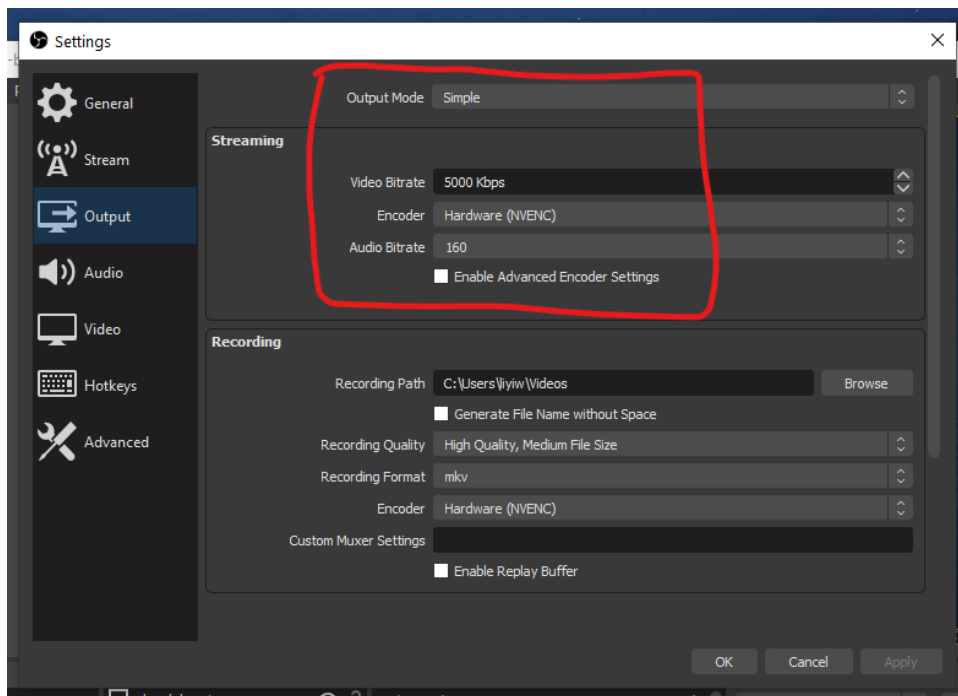 Settings
General
Stream
Output
Audio
Video
Hotkeys
Advanced
Output Mode Simple
Streaming
Video Bitrate 5000 Kbps
Encoder Hardware (NVENC)
Audio Bitrate 160
Enable Advanced Encoder Settings
Recording
Recording Path C:\Users\liyiw\Videos Browse
Generate File Name without Space
Recording Quality High Quality, Medium File Size
Recording Format mkv
Encoder Hardware (NVENC)
Custom Muxer Settings
Enable Replay Buffer
OK Cancel Apply